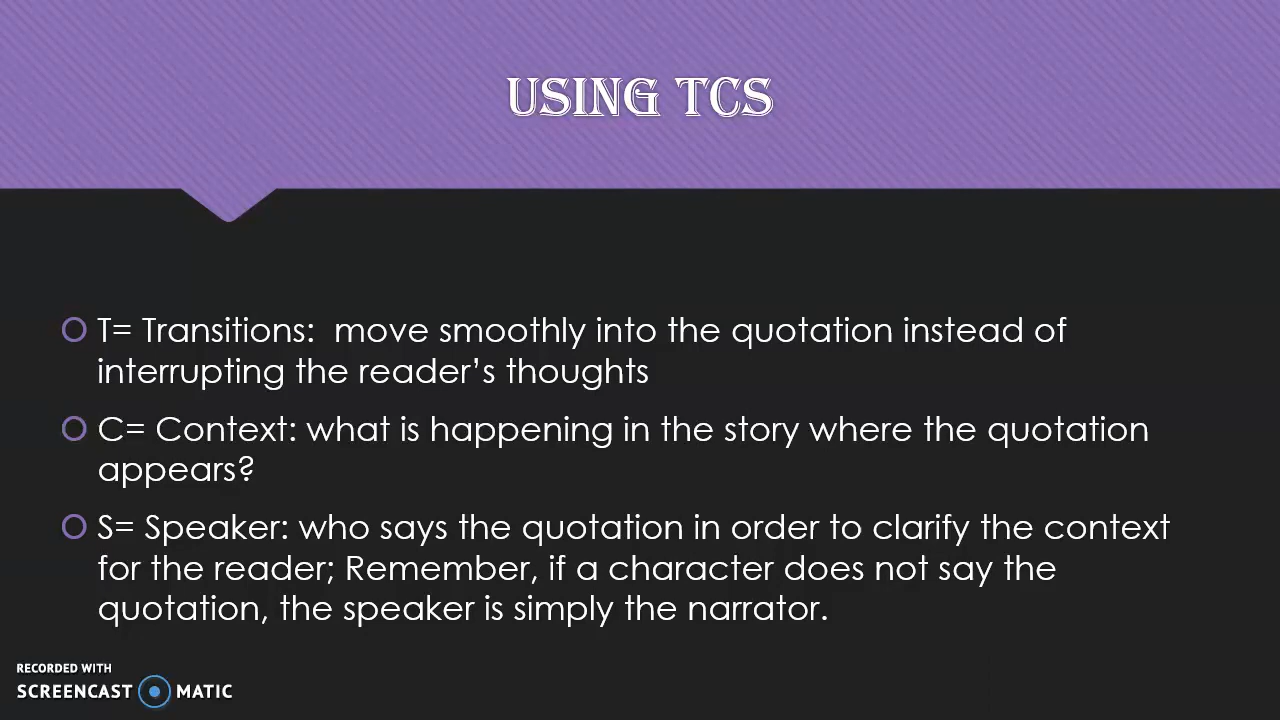 USING TCS
T= Transitions:  move smoothly into the quotation instead of
interrupting the reader’s thoughts
C= Context: what is happening in the story where the quotation
appears?
S= Speaker: who says the quotation in order to clarify the context
for the reader; Remember, if a character does not say the
quotation, the speaker is simply the narrator.
RECORDED WITH
SCREENCAST MATIC